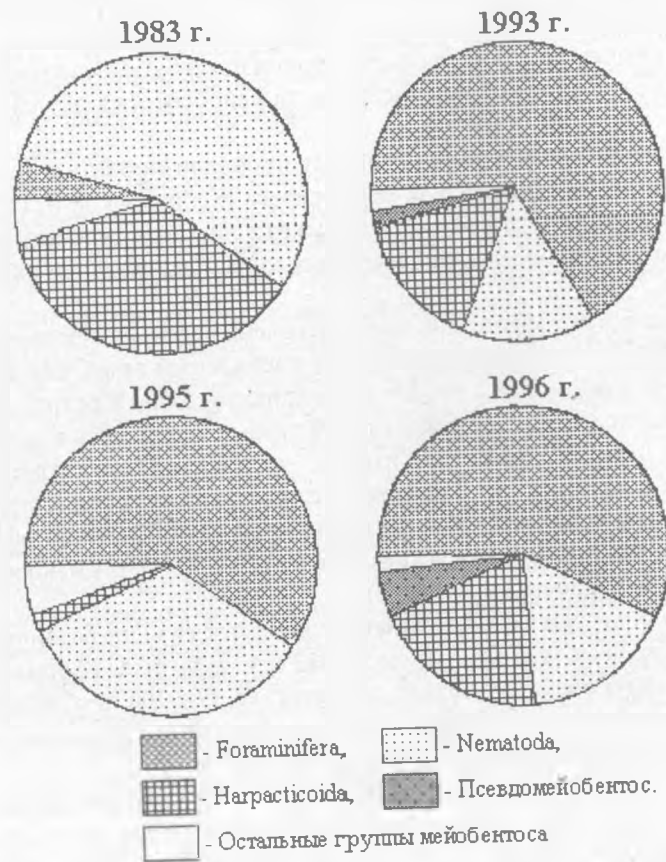 1983 г. 1993 г.
1995 г. 1996 г.
- Foraminifera, - Nematoda,
- Harpacticoida, - Псевдомейобентос.
- Остальные группы мейобентоса